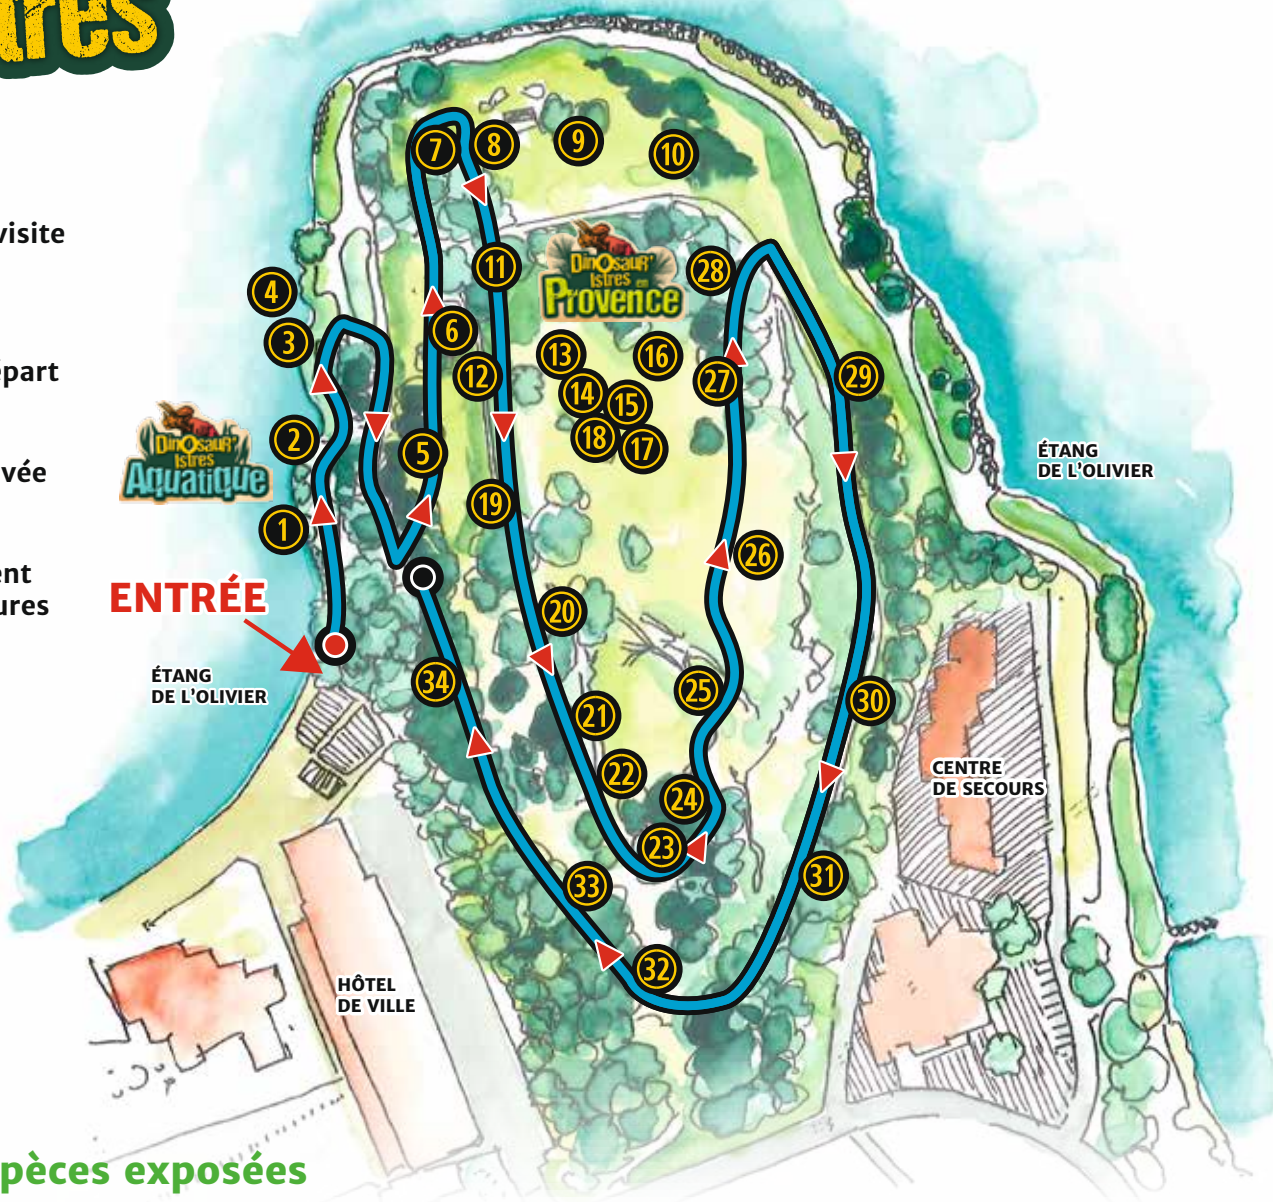 ares
visite
part
vée
ent
ures
7
8
9
10
11
DINOSAUR'
ISTRES EN
PROVENCE
28
4
3
6
13
16
12
14
15
27
29
DINOSAUR'
ISTRES
AQUATIQUE
2
5
18
17
ÉTANG
DE L'OLIVIER
1
19
26
ENTRÉE
20
ÉTANG
DE L'OLIVIER
34
25
30
21
22
24
CENTRE
DE SECOURS
23
33
31
32
HÔTEL
DE VILLE
pèces exposées